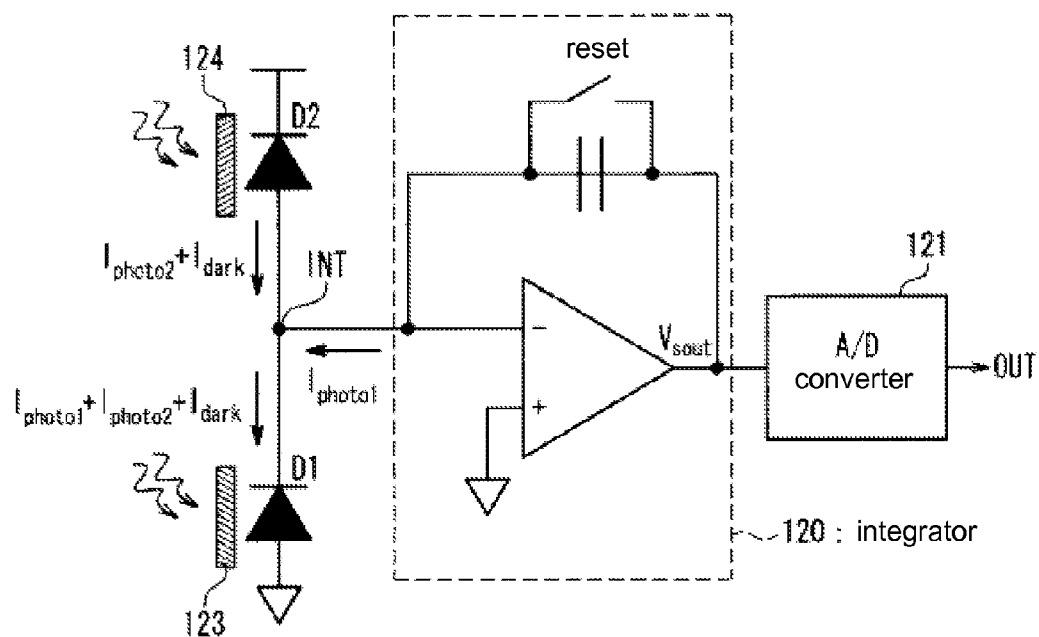 reset
124
D2
Iphoto2+Idark
INT
121
Vsout
A/D
converter
OUT
Iphoto1
Iphoto1+Iphoto2+Idark
−
+
D1
120 : integrator
123